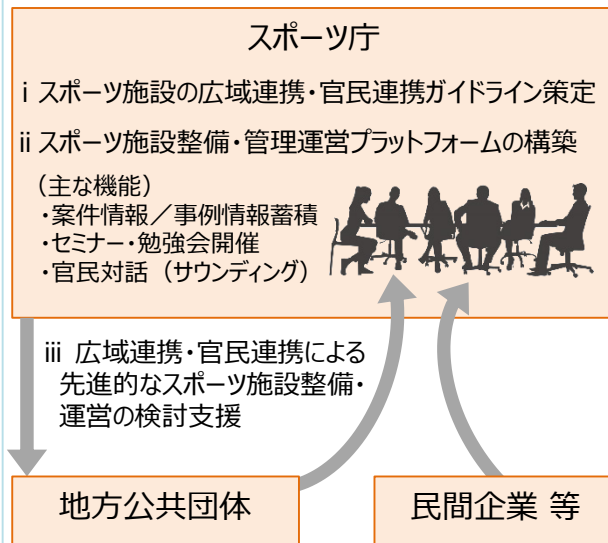 スポーツ庁
ⅰ スポーツ施設の広域連携・官民連携ガイドライン策定
ⅱ スポーツ施設整備・管理運営プラットフォームの構築
（主な機能）
・案件情報／事例情報蓄積
・セミナー・勉強会開催
・官民対話（サウンディング）
ⅲ 広域連携・官民連携による
先進的なスポーツ施設整備・
運営の検討支援
地方公共団体
民間企業 等